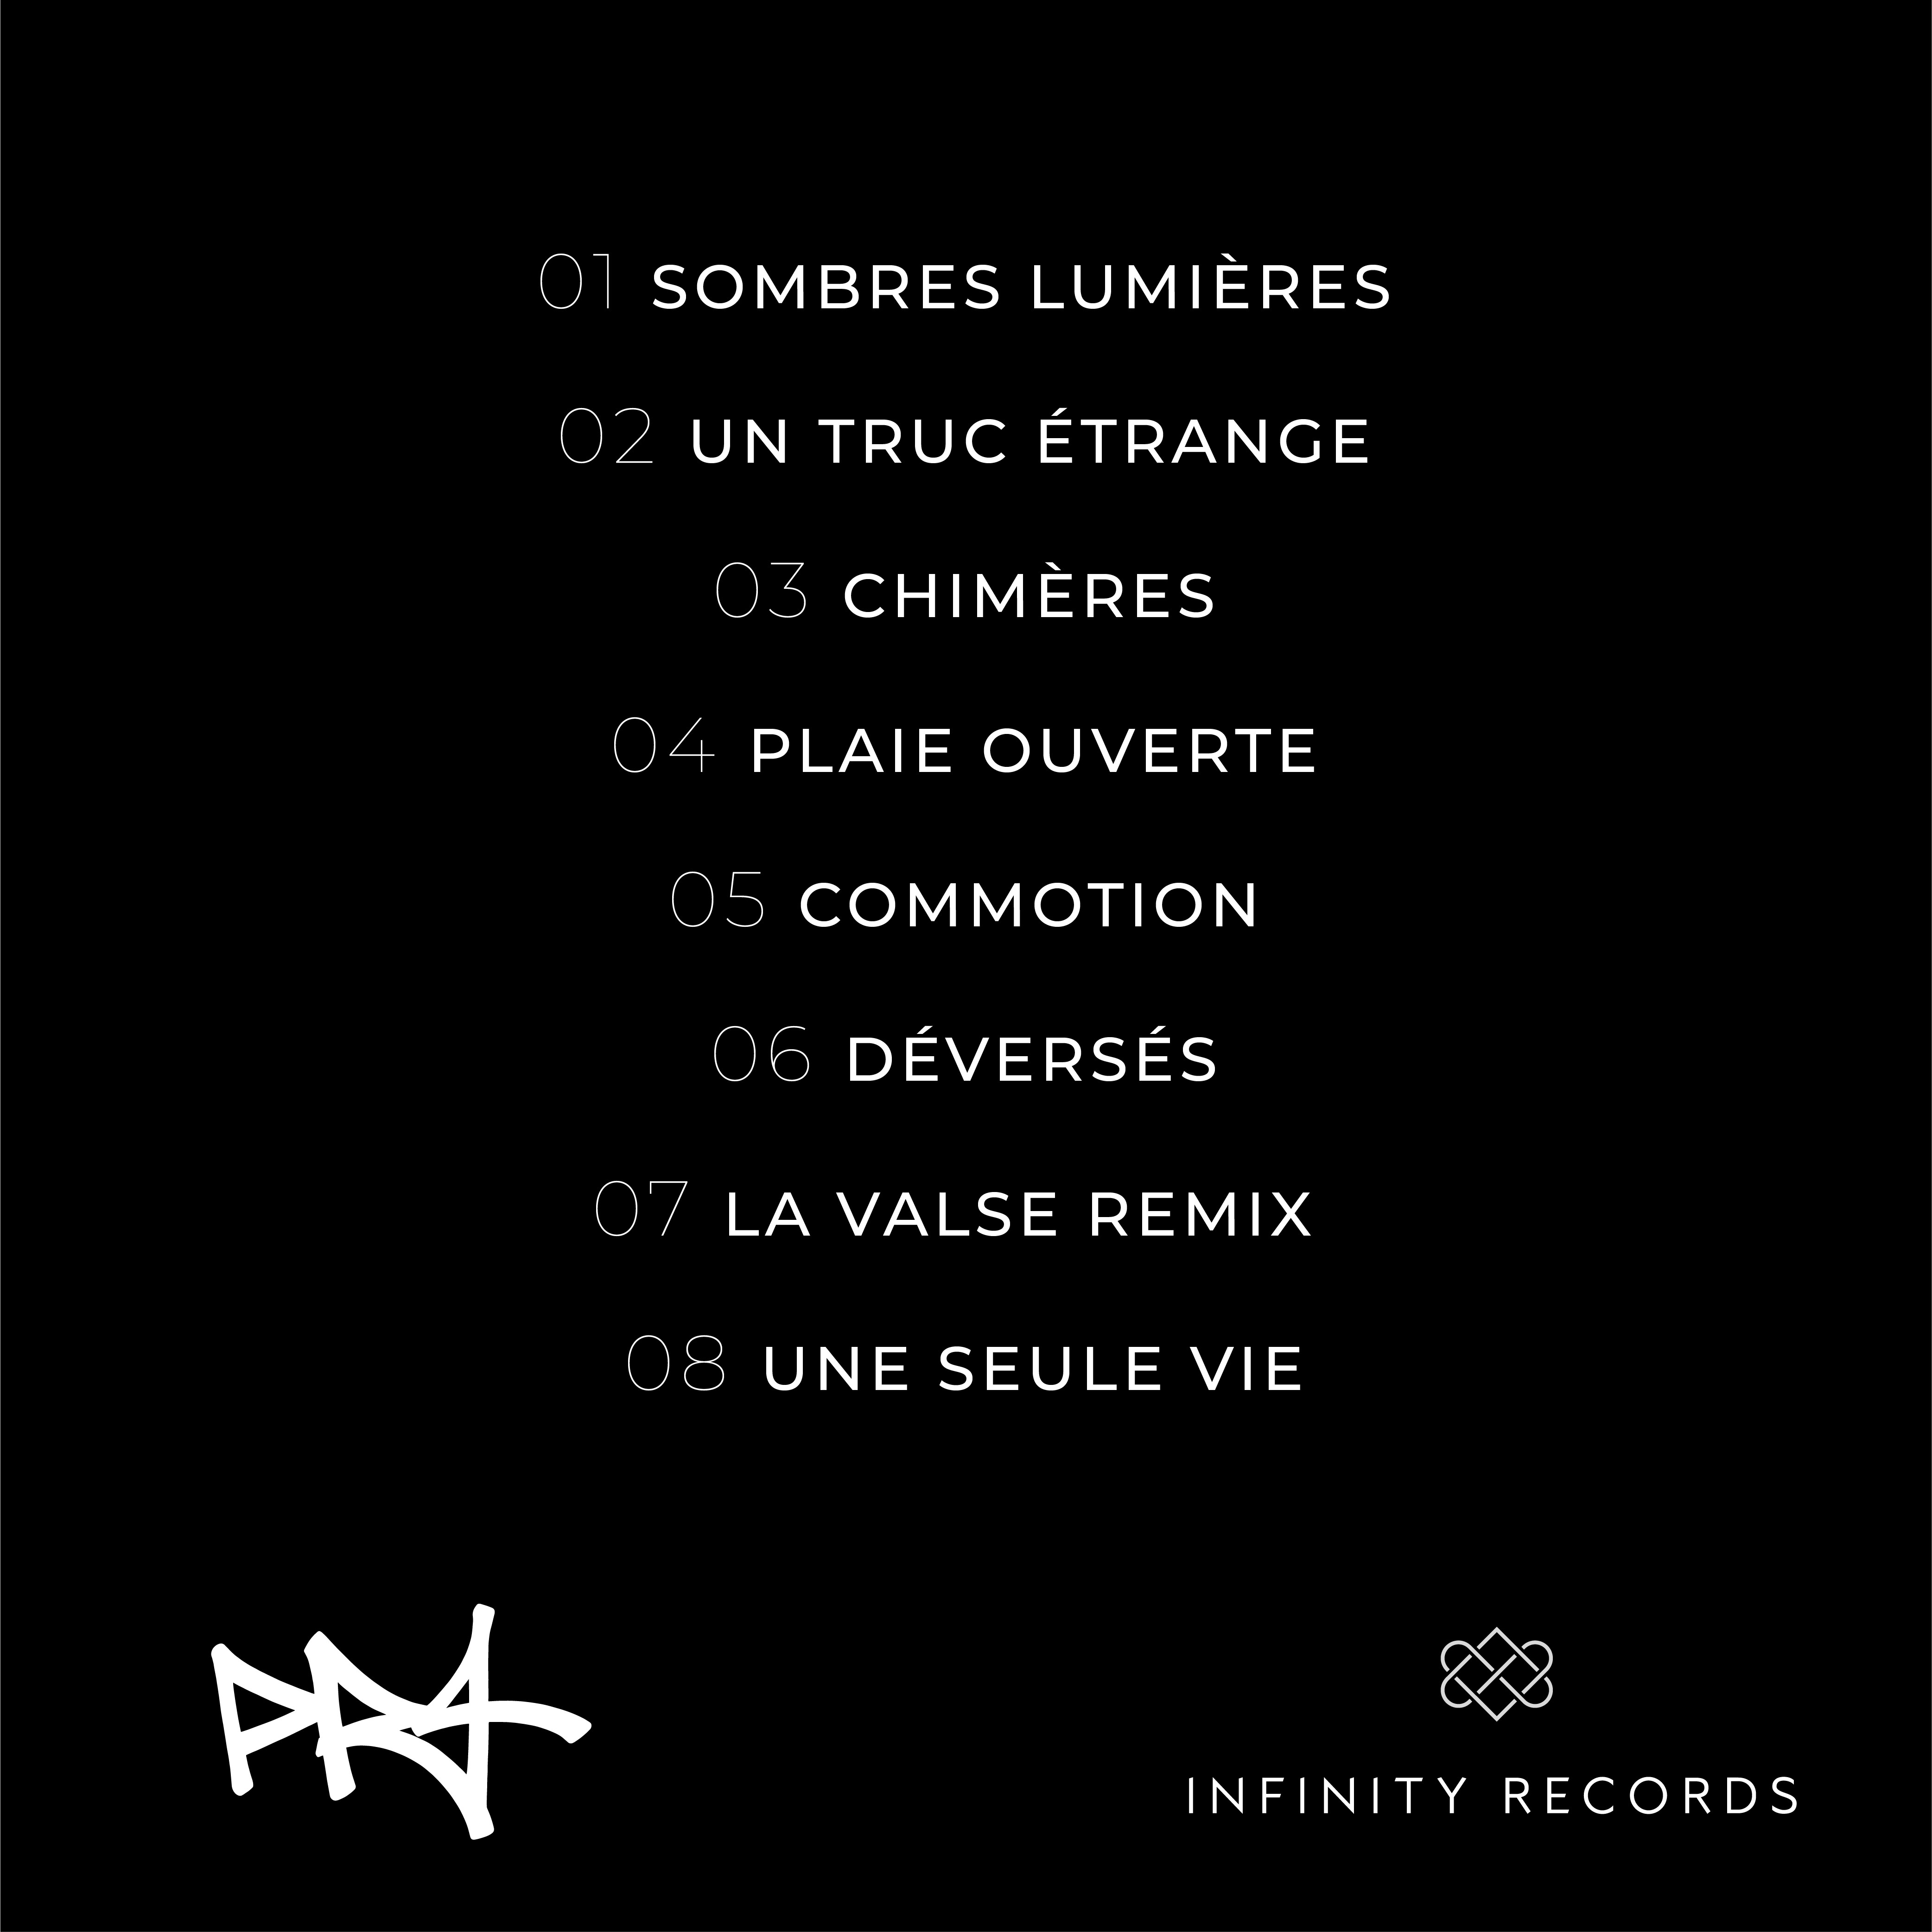 01 SOMBRES LUMIÈRES
02 UN TRUC ÉTRANGE
03 CHIMÈRES
04 PLAIE OUVERTE
05 COMMOTION
06 DÉVERSÉS
07 LA VALSE REMIX
08 UNE SEULE VIE
INFINITY RECORDS